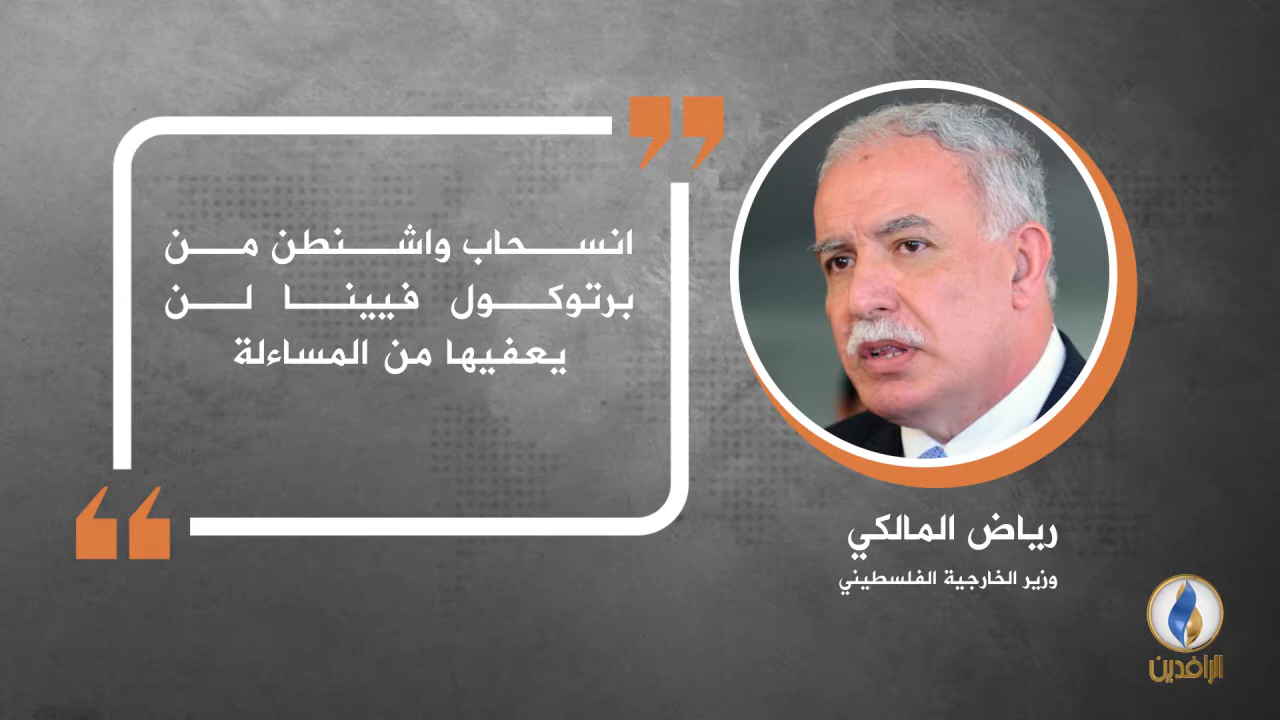 انسحاب واشنطن من
برتوكول فيينا لن
يعفيها من المساءلة
رياض المالكي
وزير الخارجية الفلسطيني
الرافدين